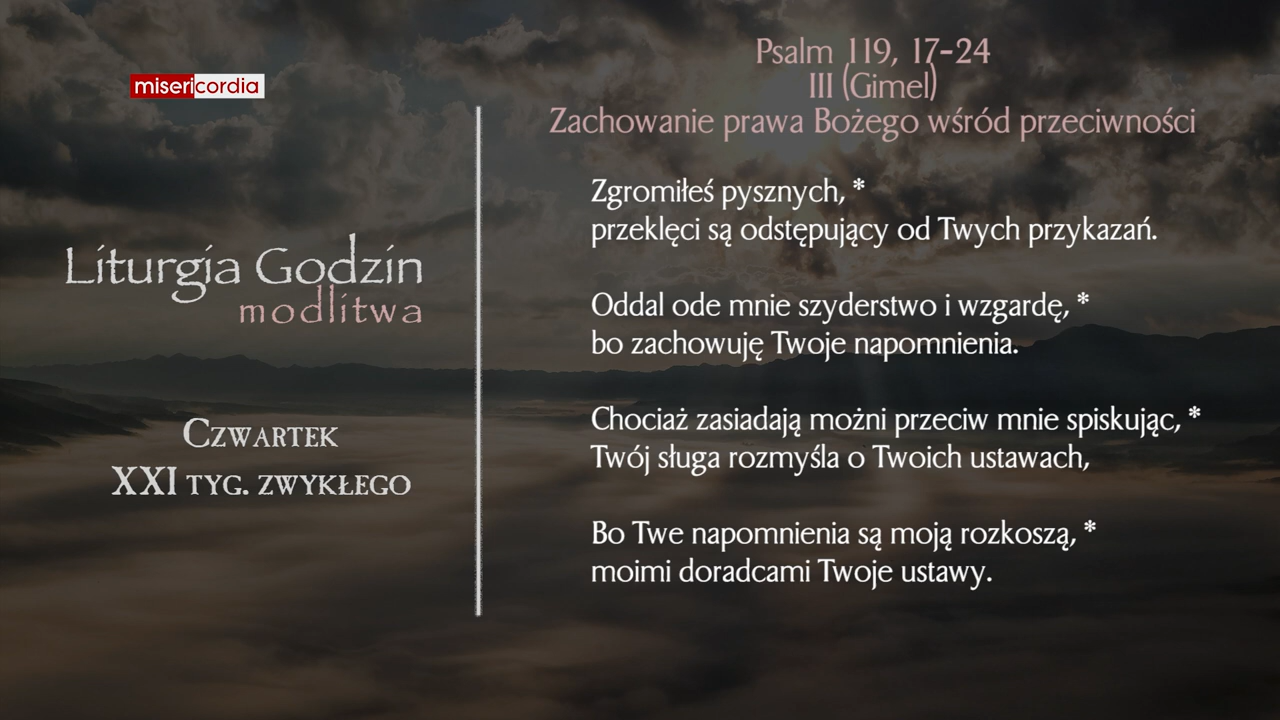 misericordia
Liturgia Godzin
modlitwa
Czwartek
XXI tyg. zwykłego
Psalm 119, 17-24
III (Gimel)
Zachowanie prawa Bożego wśród przeciwności
Zgromiłeś pysznych, *
przeklęci są odstępujący od Twych przykazań.
Oddal ode mnie szyderstwo i wzgardę, *
bo zachowuję Twoje napomnienia.
Chociaż zasiadają możni przeciw mnie spiskując, *
Twój sługa rozmyśla o Twoich ustawach,
Bo Twe napomnienia są moją rozkoszą, *
moimi doradcami Twoje ustawy.